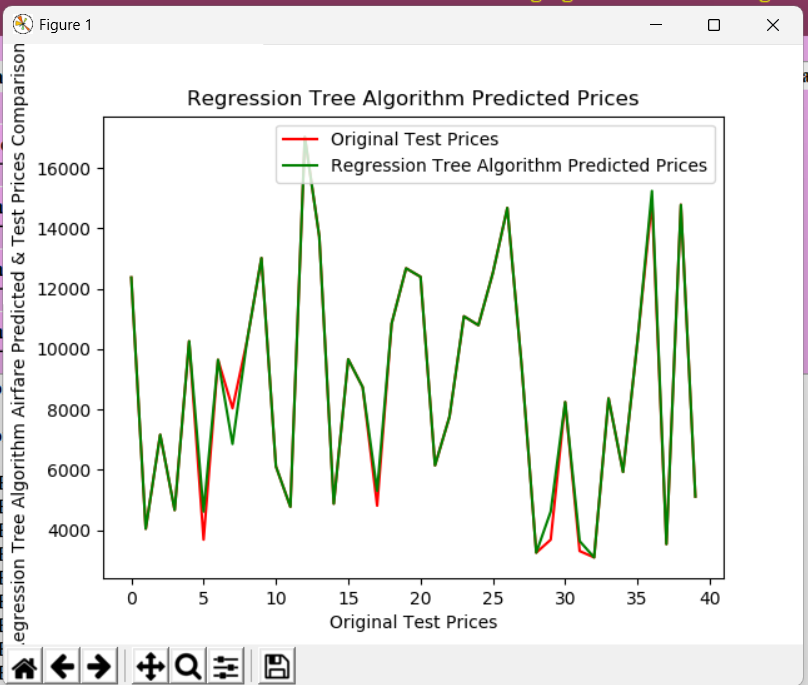 Figure 1
Regression Tree Algorithm Predicted Prices
Original Test Prices
Regression Tree Algorithm Predicted Prices
egression Tree Algorithm Airfare Predicted & Test Prices Comparison
16000
14000
12000
10000
8000
6000
4000
0 5 10 15 20 25 30 35 40
Original Test Prices